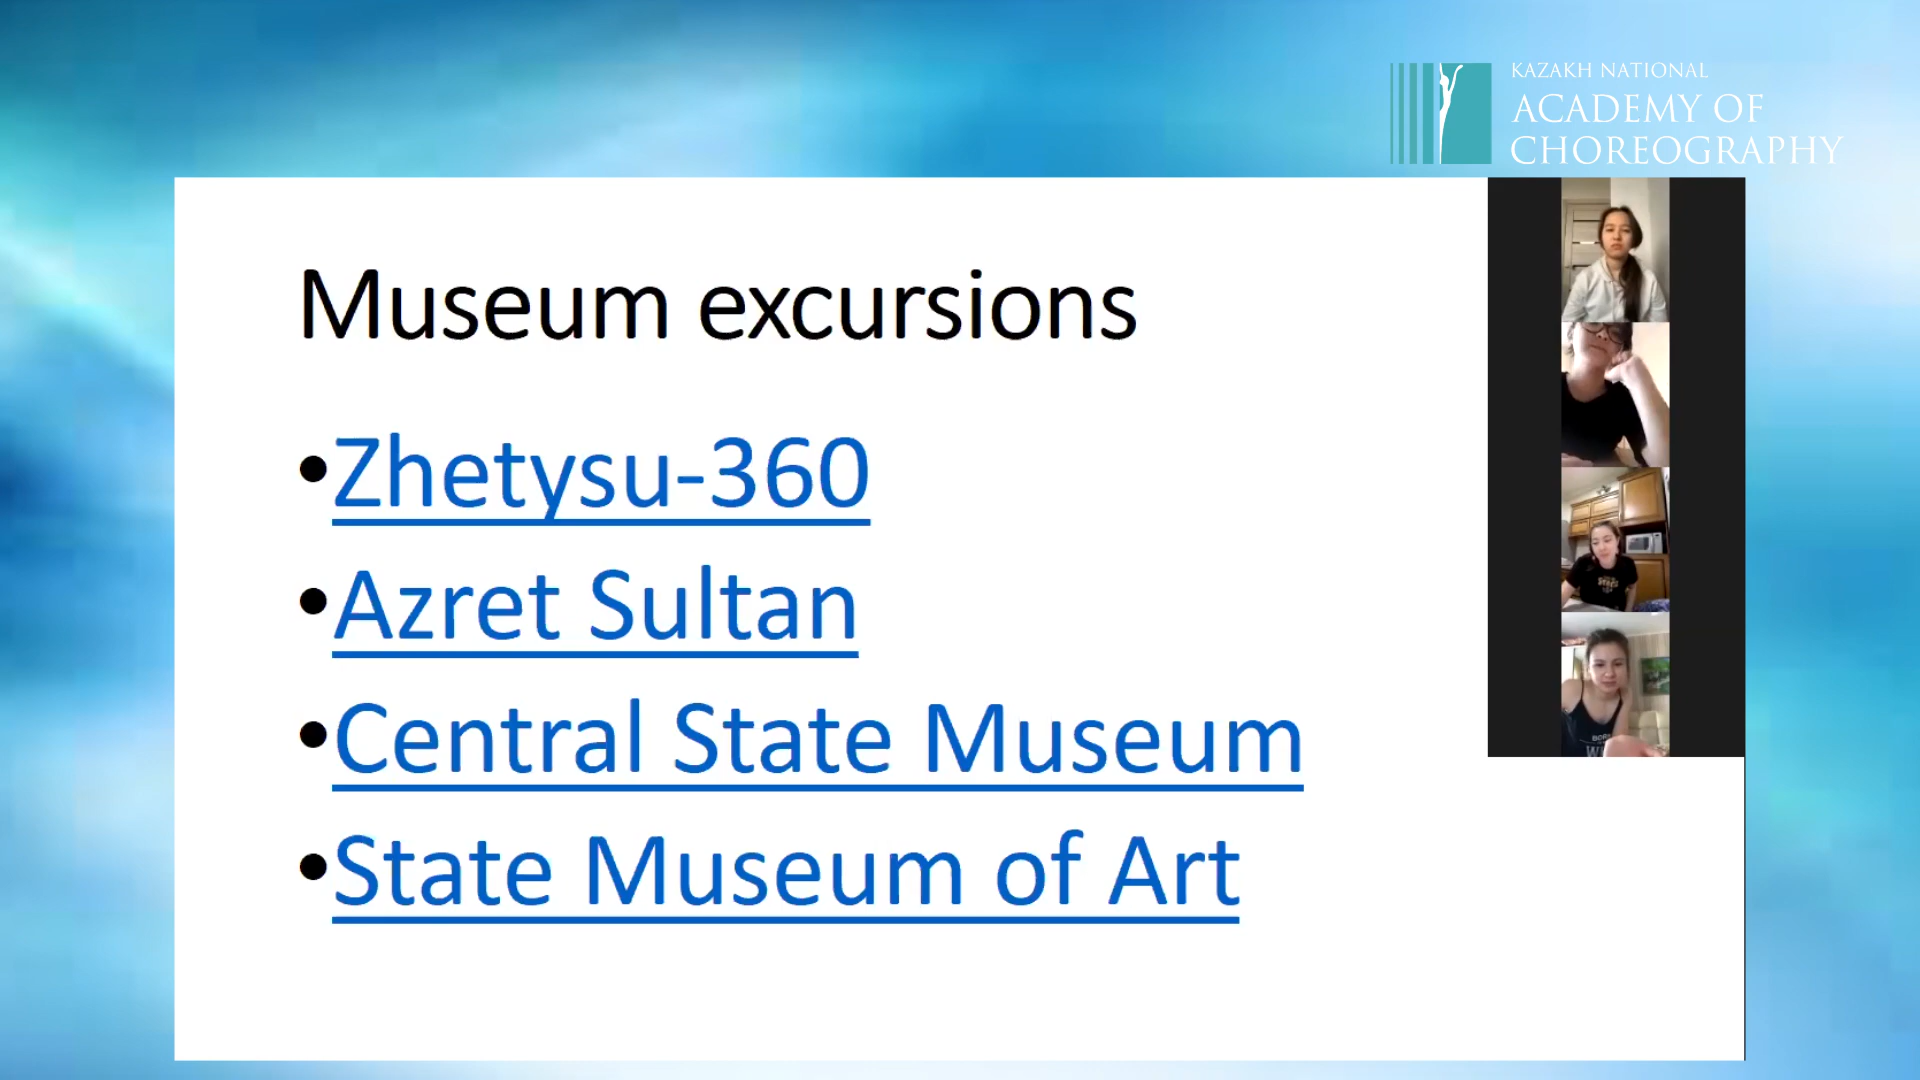 KAZAKH NATIONAL
ACADEMY OF
CHOREOGRAPHY
Museum excursions
•Zhetysu-360
•Azret Sultan
•Central State Museum
•State Museum of Art